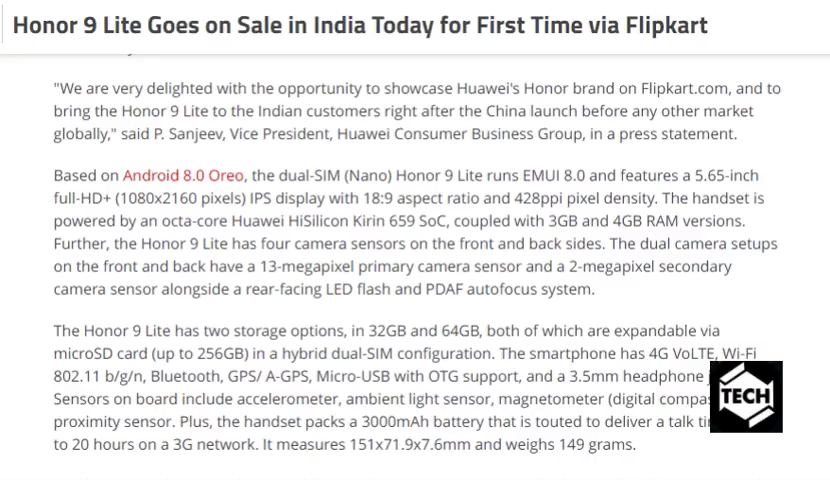 Honor 9 Lite Goes on Sale in India Today for First Time via Flipkart
"We are very delighted with the opportunity to showcase Huawei's Honor brand on Flipkart.com, and to
bring the Honor 9 Lite to the Indian customers right after the China launch before any other market
globally," said P. Sanjeev, Vice President, Huawei Consumer Business Group, in a press statement.
Based on Android 8.0 Oreo, the dual-SIM (Nano) Honor 9 Lite runs EMUI 8.0 and features a 5.65-inch
full-HD+ (1080x2160 pixels) IPS display with 18:9 aspect ratio and 428ppi pixel density. The handset is
powered by an octa-core Huawei HiSilicon Kirin 659 SoC, coupled with 3GB and 4GB RAM versions.
Further, the Honor 9 Lite has four camera sensors on the front and back sides. The dual camera setups
on the front and back have a 13-megapixel primary camera sensor and a 2-megapixel secondary
camera sensor alongside a rear-facing LED flash and PDAF autofocus system.
The Honor 9 Lite has two storage options, in 32GB and 64GB, both of which are expandable via
microSD card (up to 256GB) in a hybrid dual-SIM configuration. The smartphone has 4G VoLTE, Wi-Fi
802.11 b/g/n, Bluetooth, GPS/ A-GPS, Micro-USB with OTG support, and a 3.5mm headphone
Sensors on board include accelerometer, ambient light sensor, magnetometer (digital
proximity sensor. Plus, the handset packs a 3000mAh battery that is touted to deliver a talk
to 20 hours on a 3G network. It measures 151x71.9x7.6mm and weighs 149 grams.
TECH